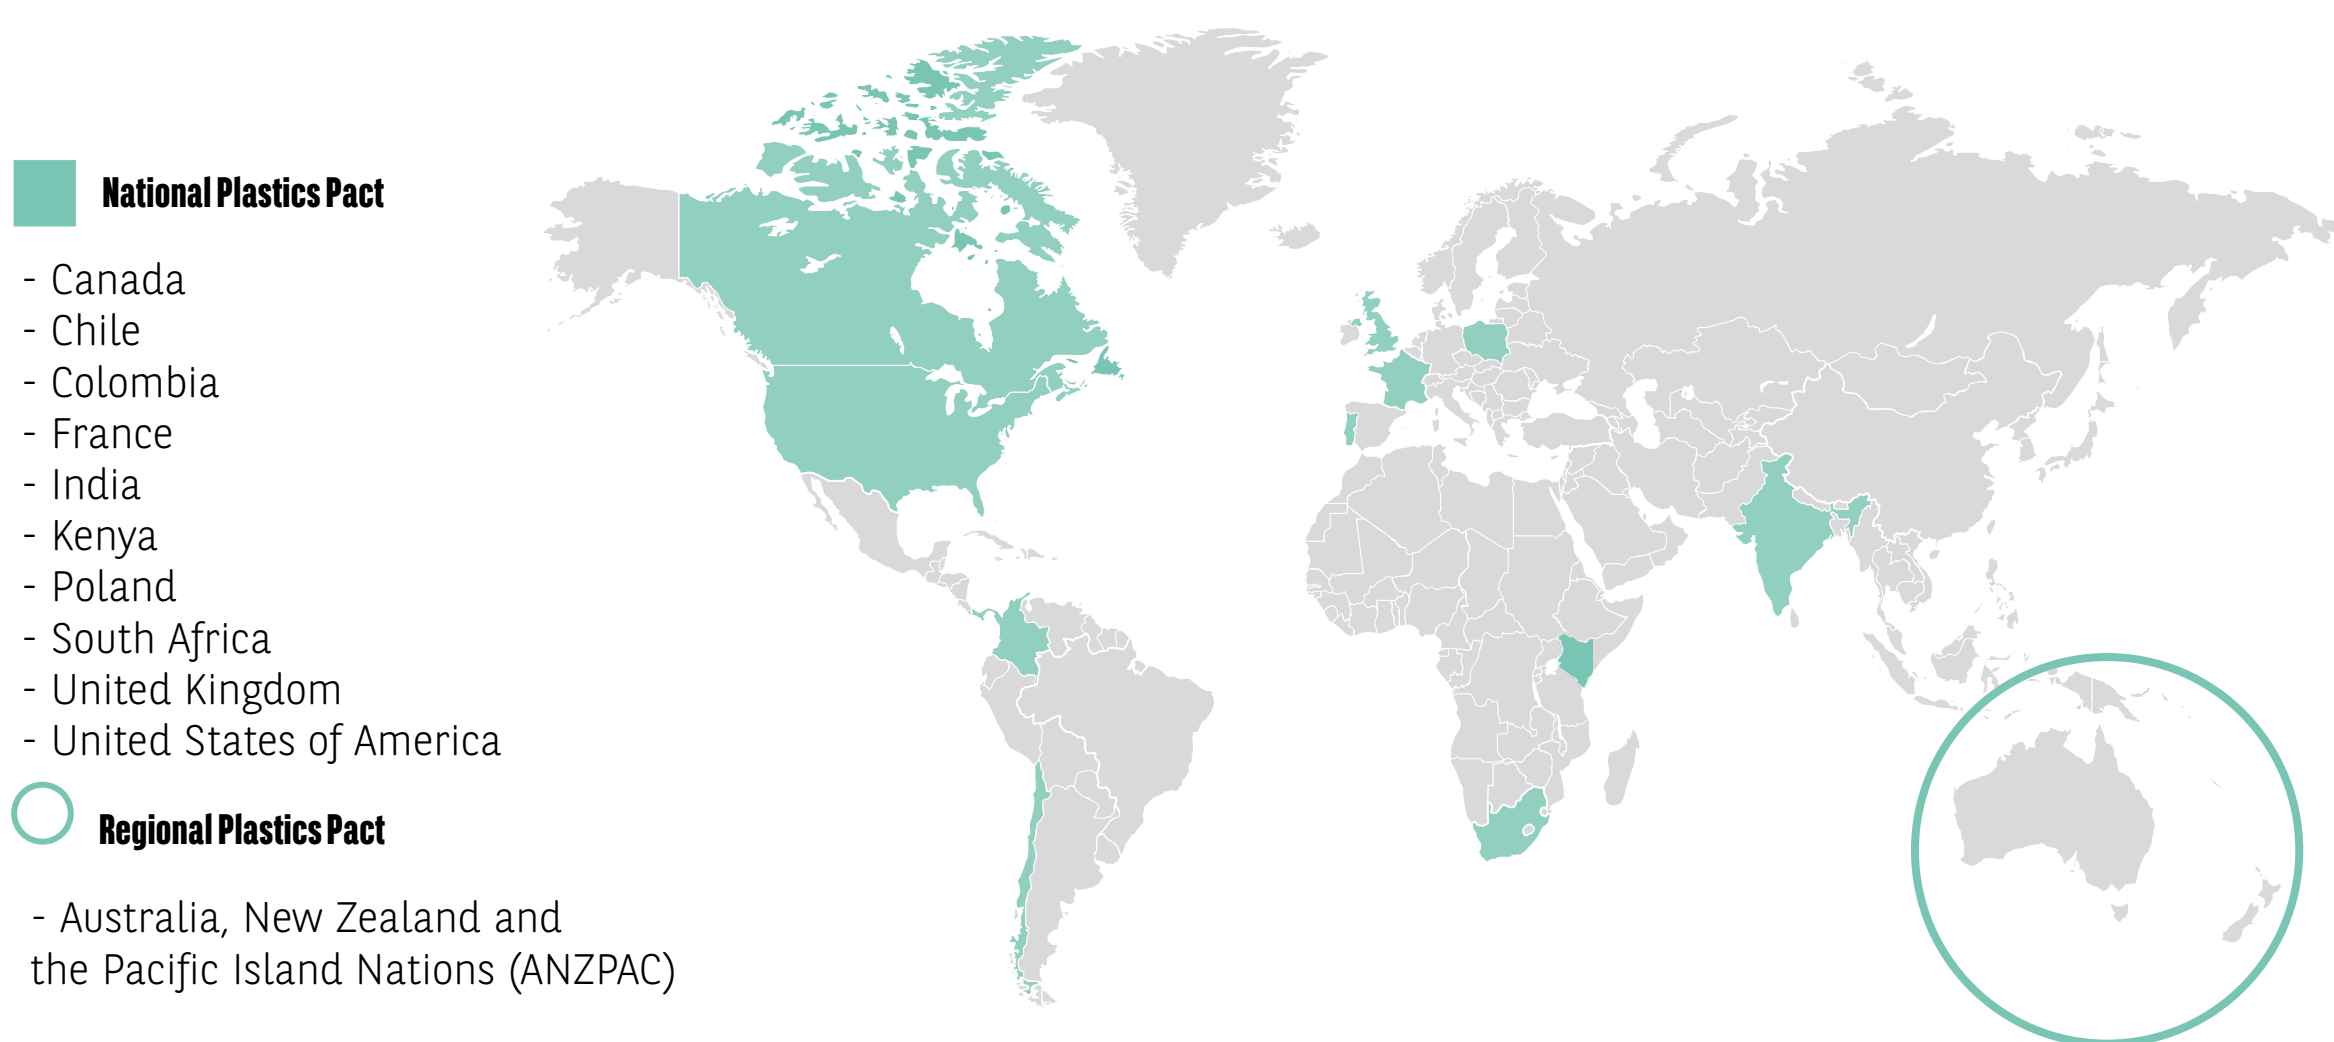 National Plastics Pact
- Canada
- Chile
- Colombia
- France
- India
- Kenya
- Poland
- South Africa
- United Kingdom
- United States of America
Regional Plastics Pact
- Australia, New Zealand and
the Pacific Island Nations (ANZPAC)